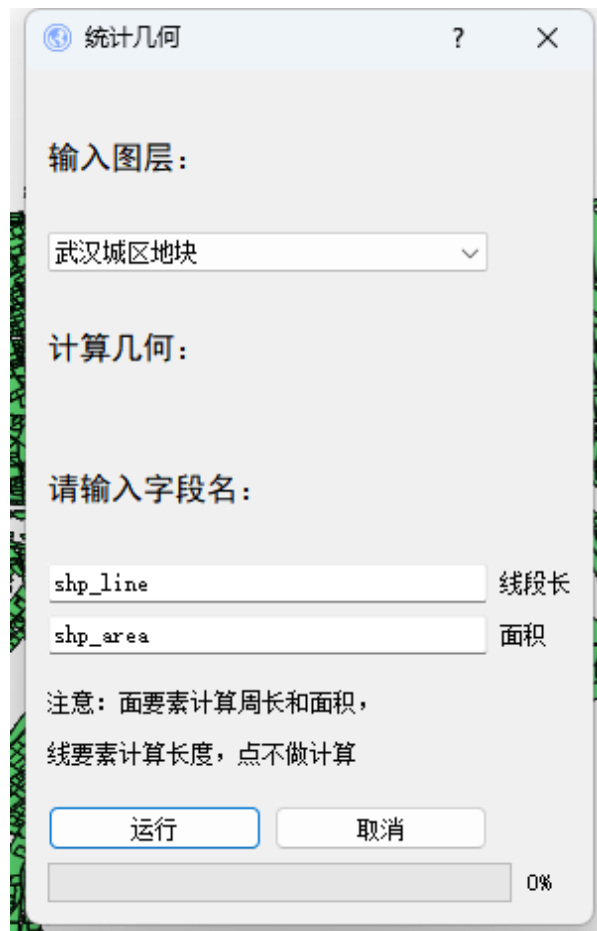 统计几何 ?
输入图层：
武汉城区地块
计算几何：
请输入字段名：
shp_line 线段长
shp_area 面积
注意：面要素计算周长和面积，
线要素计算长度，点不做计算
运行 取消
0%